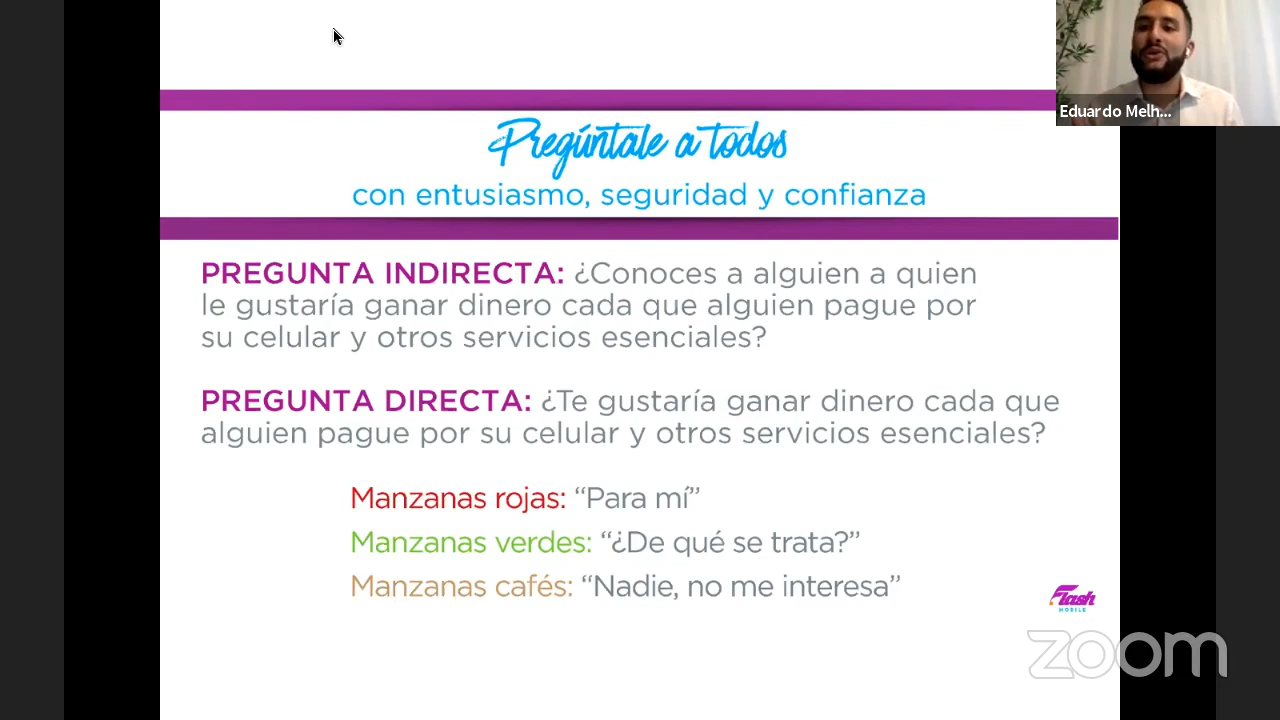 Eduardo Melh...
Pregúntale a todos
con entusiasmo, seguridad y confianza
PREGUNTA INDIRECTA: ¿Conoces a alguien a quien
le gustaría ganar dinero cada que alguien pague por
su celular y otros servicios esenciales?
PREGUNTA DIRECTA: ¿Te gustaría ganar dinero cada que
alguien pague por su celular y otros servicios esenciales?
Manzanas rojas: “Para mí”
Manzanas verdes: “¿De qué se trata?”
Manzanas cafés: “Nadie, no me interesa”
Flash
MOBILE
zoom